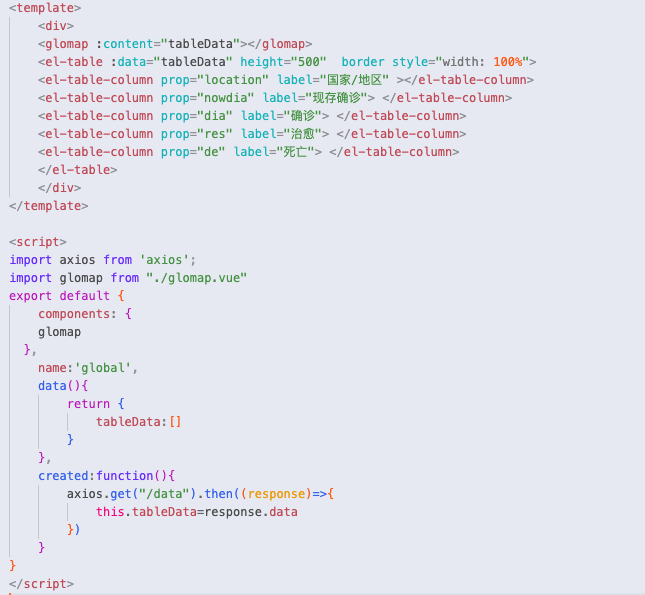 <template>
    <div>
    <glomap :content="tableData"></glomap>
    <el-table :data="tableData" height="500"  border style="width: 100%">
    <el-table-column prop="location" label="国家/地区" ></el-table-column>
    <el-table-column prop="nowdia" label="现存确诊"> </el-table-column>
    <el-table-column prop="dia" label="确诊"> </el-table-column>
    <el-table-column prop="res" label="治愈"> </el-table-column>
    <el-table-column prop="de" label="死亡"> </el-table-column>
    </el-table>
    </div>
</template>

<script>
import axios from 'axios';
import glomap from "./glomap.vue"
export default {
    components: {
    glomap
  },
    name:'global',
    data(){
        return {
            tableData:[]
        }
    },
    created:function(){
        axios.get("/data").then((response)=>{
            this.tableData=response.data
        })
    }
}
</script>